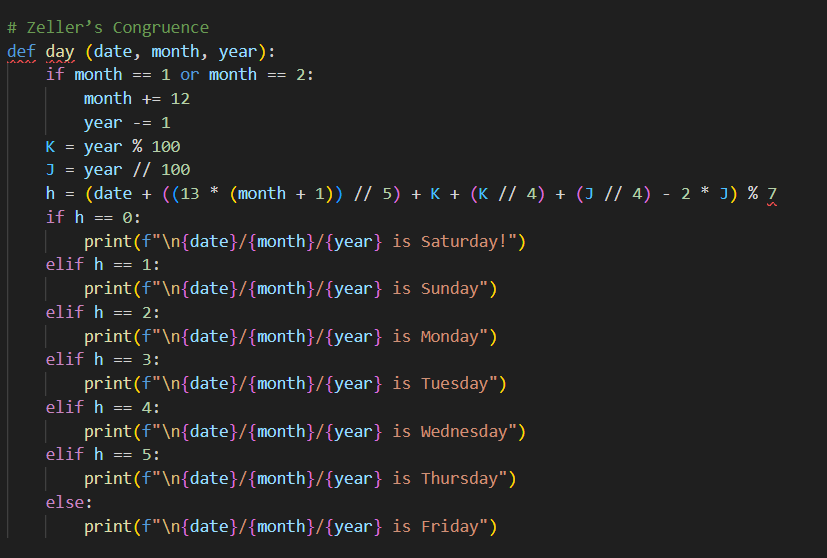 # Zeller’s Congruence
def day (date, month, year):
    if month == 1 or month == 2:
        month += 12
        year -= 1
    K = year % 100
    J = year // 100
    h = (date + ((13 * (month + 1)) // 5) + K + (K // 4) + (J // 4) - 2 * J) % 7
    if h == 0:
        print(f"\n{date}/{month}/{year} is Saturday!")
    elif h == 1:
        print(f"\n{date}/{month}/{year} is Sunday")
    elif h == 2:
        print(f"\n{date}/{month}/{year} is Monday")
    elif h == 3:
        print(f"\n{date}/{month}/{year} is Tuesday")
    elif h == 4:
        print(f"\n{date}/{month}/{year} is Wednesday")
    elif h == 5:
        print(f"\n{date}/{month}/{year} is Thursday")
    else:
        print(f"\n{date}/{month}/{year} is Friday")